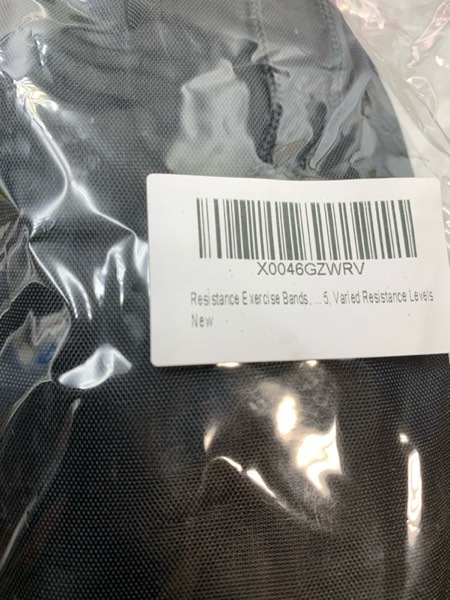 X0046GZWRV
Resistance Exercise Bands, ... 5, Varied Resistance Levels
New